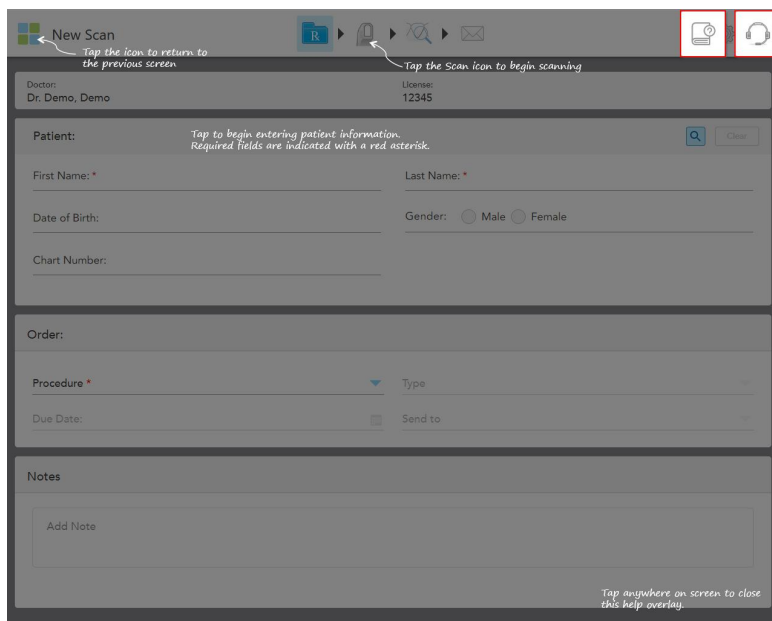 New Scan
R
Tap the icon to return to
the previous screen
Tap the Scan icon to begin scanning
Doctor:
License:
Dr. Demo, Demo
12345
Patient:
Tap to begin entering patient information.
Required fields are indicated with a red asterisk.
Clear
First Name: *
Last Name: *
Date of Birth:
Gender: Male Female
Chart Number:
Order:
Procedure *
Type
Due Date:
Send to
Notes
Add Note
Tap anywhere on screen to close
this help overlay.